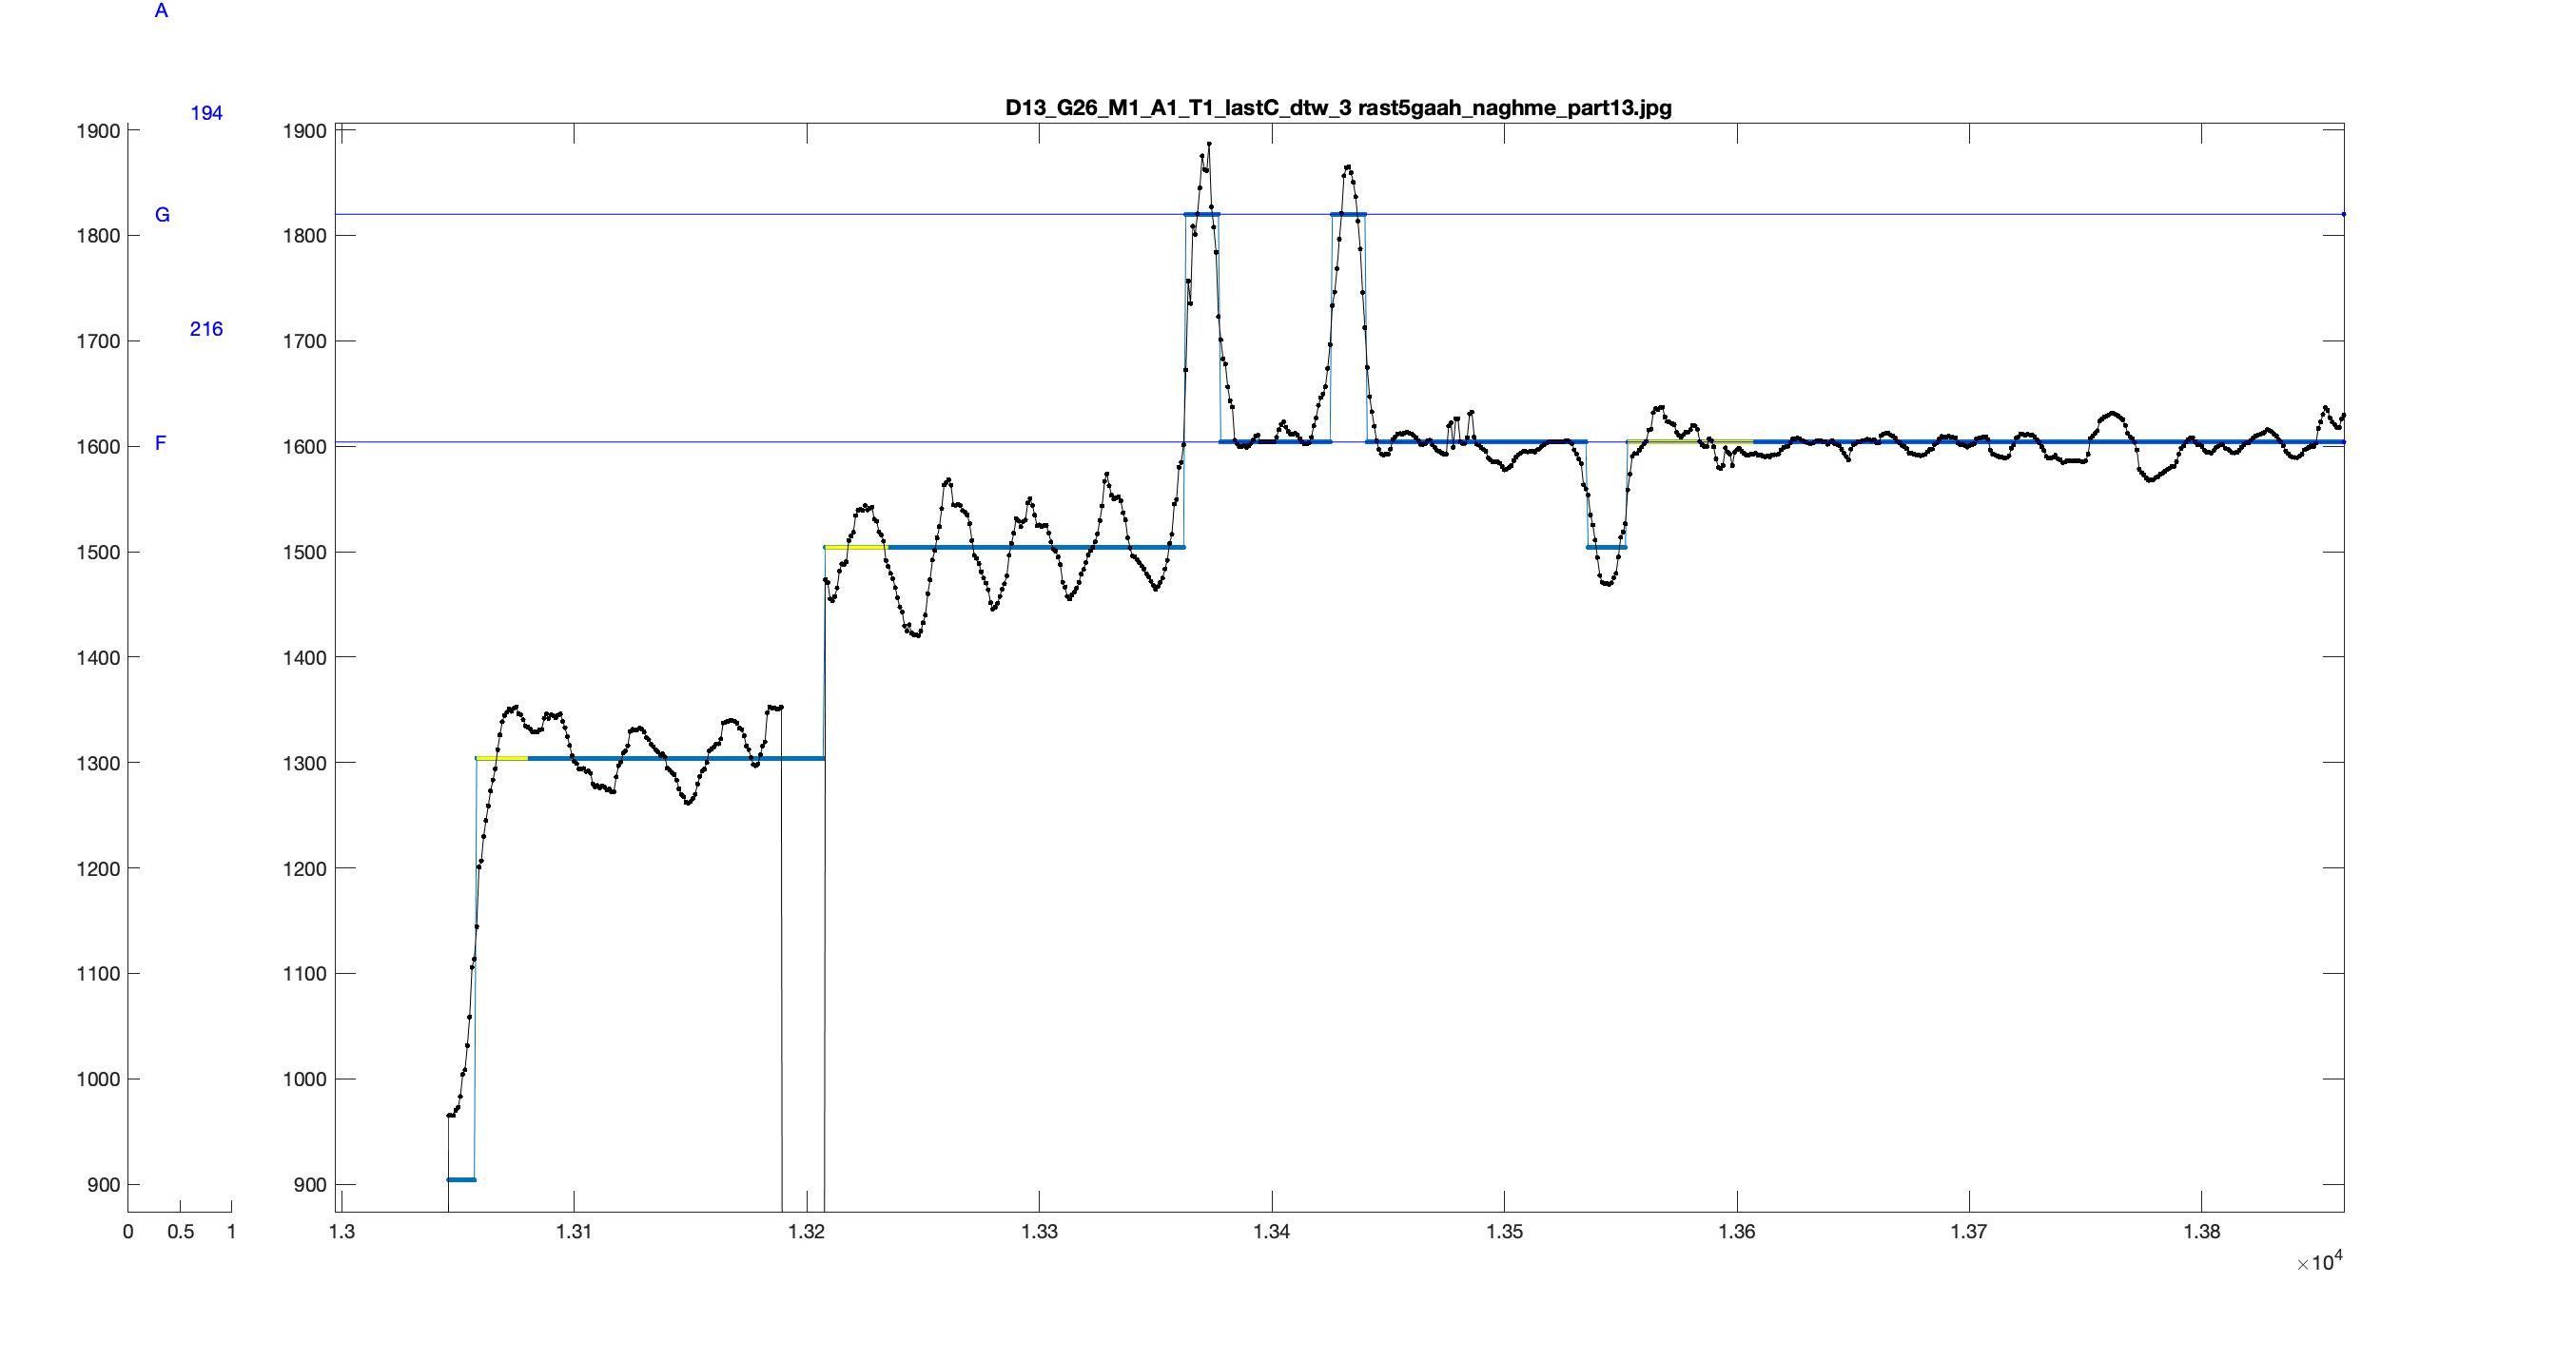 A
D13_G26_M1_A1_T1_lastC_dtw_3 rast5gaah_naghme_part13.jpg
194
1900 1900
G
1800 1800
216
1700 1700
F
1600 1600
1500 1500
1400 1400
1300 1300
1200 1200
1100 1100
1000 1000
900 900
0 0.5 1 1.3 1.31 1.32 1.33 1.34 1.35 1.36 1.37 1.38
×10⁴